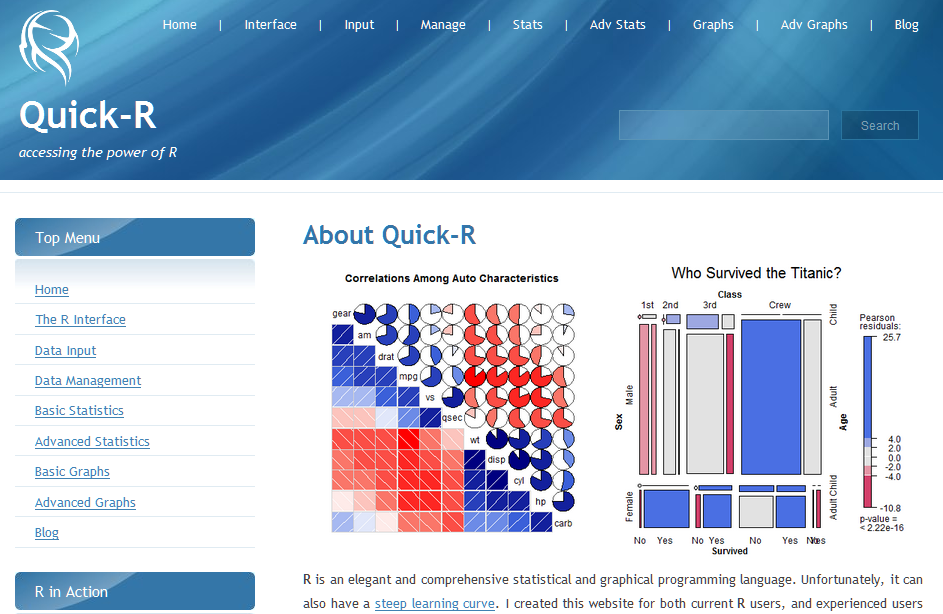 Home | Interface | Input | Manage | Stats | Adv Stats | Graphs | Adv Graphs | Blog
Quick-R
accessing the power of R
Search
Top Menu
Home
The R Interface
Data Input
Data Management
Basic Statistics
Advanced Statistics
Basic Graphs
Advanced Graphs
Blog
R in Action
About Quick-R
Correlations Among Auto Characteristics
gear
am
drat
mpg
vs
qsec
wt
disp
cyl
hp
carb
Who Survived the Titanic?
Class
1st 2nd 3rd Crew
Child
Male
Adult
Sex
Age
Female
Adult Child
No Yes No Yes No Yes No Yes
Survived
Pearson
residuals:
25.7
4.0
2.0
0.0
-2.0
-4.0
-10.8
p-value =
< 2.22e-16
R is an elegant and comprehensive statistical and graphical programming language. Unfortunately, it can
also have a steep learning curve. I created this website for both current R users, and experienced users